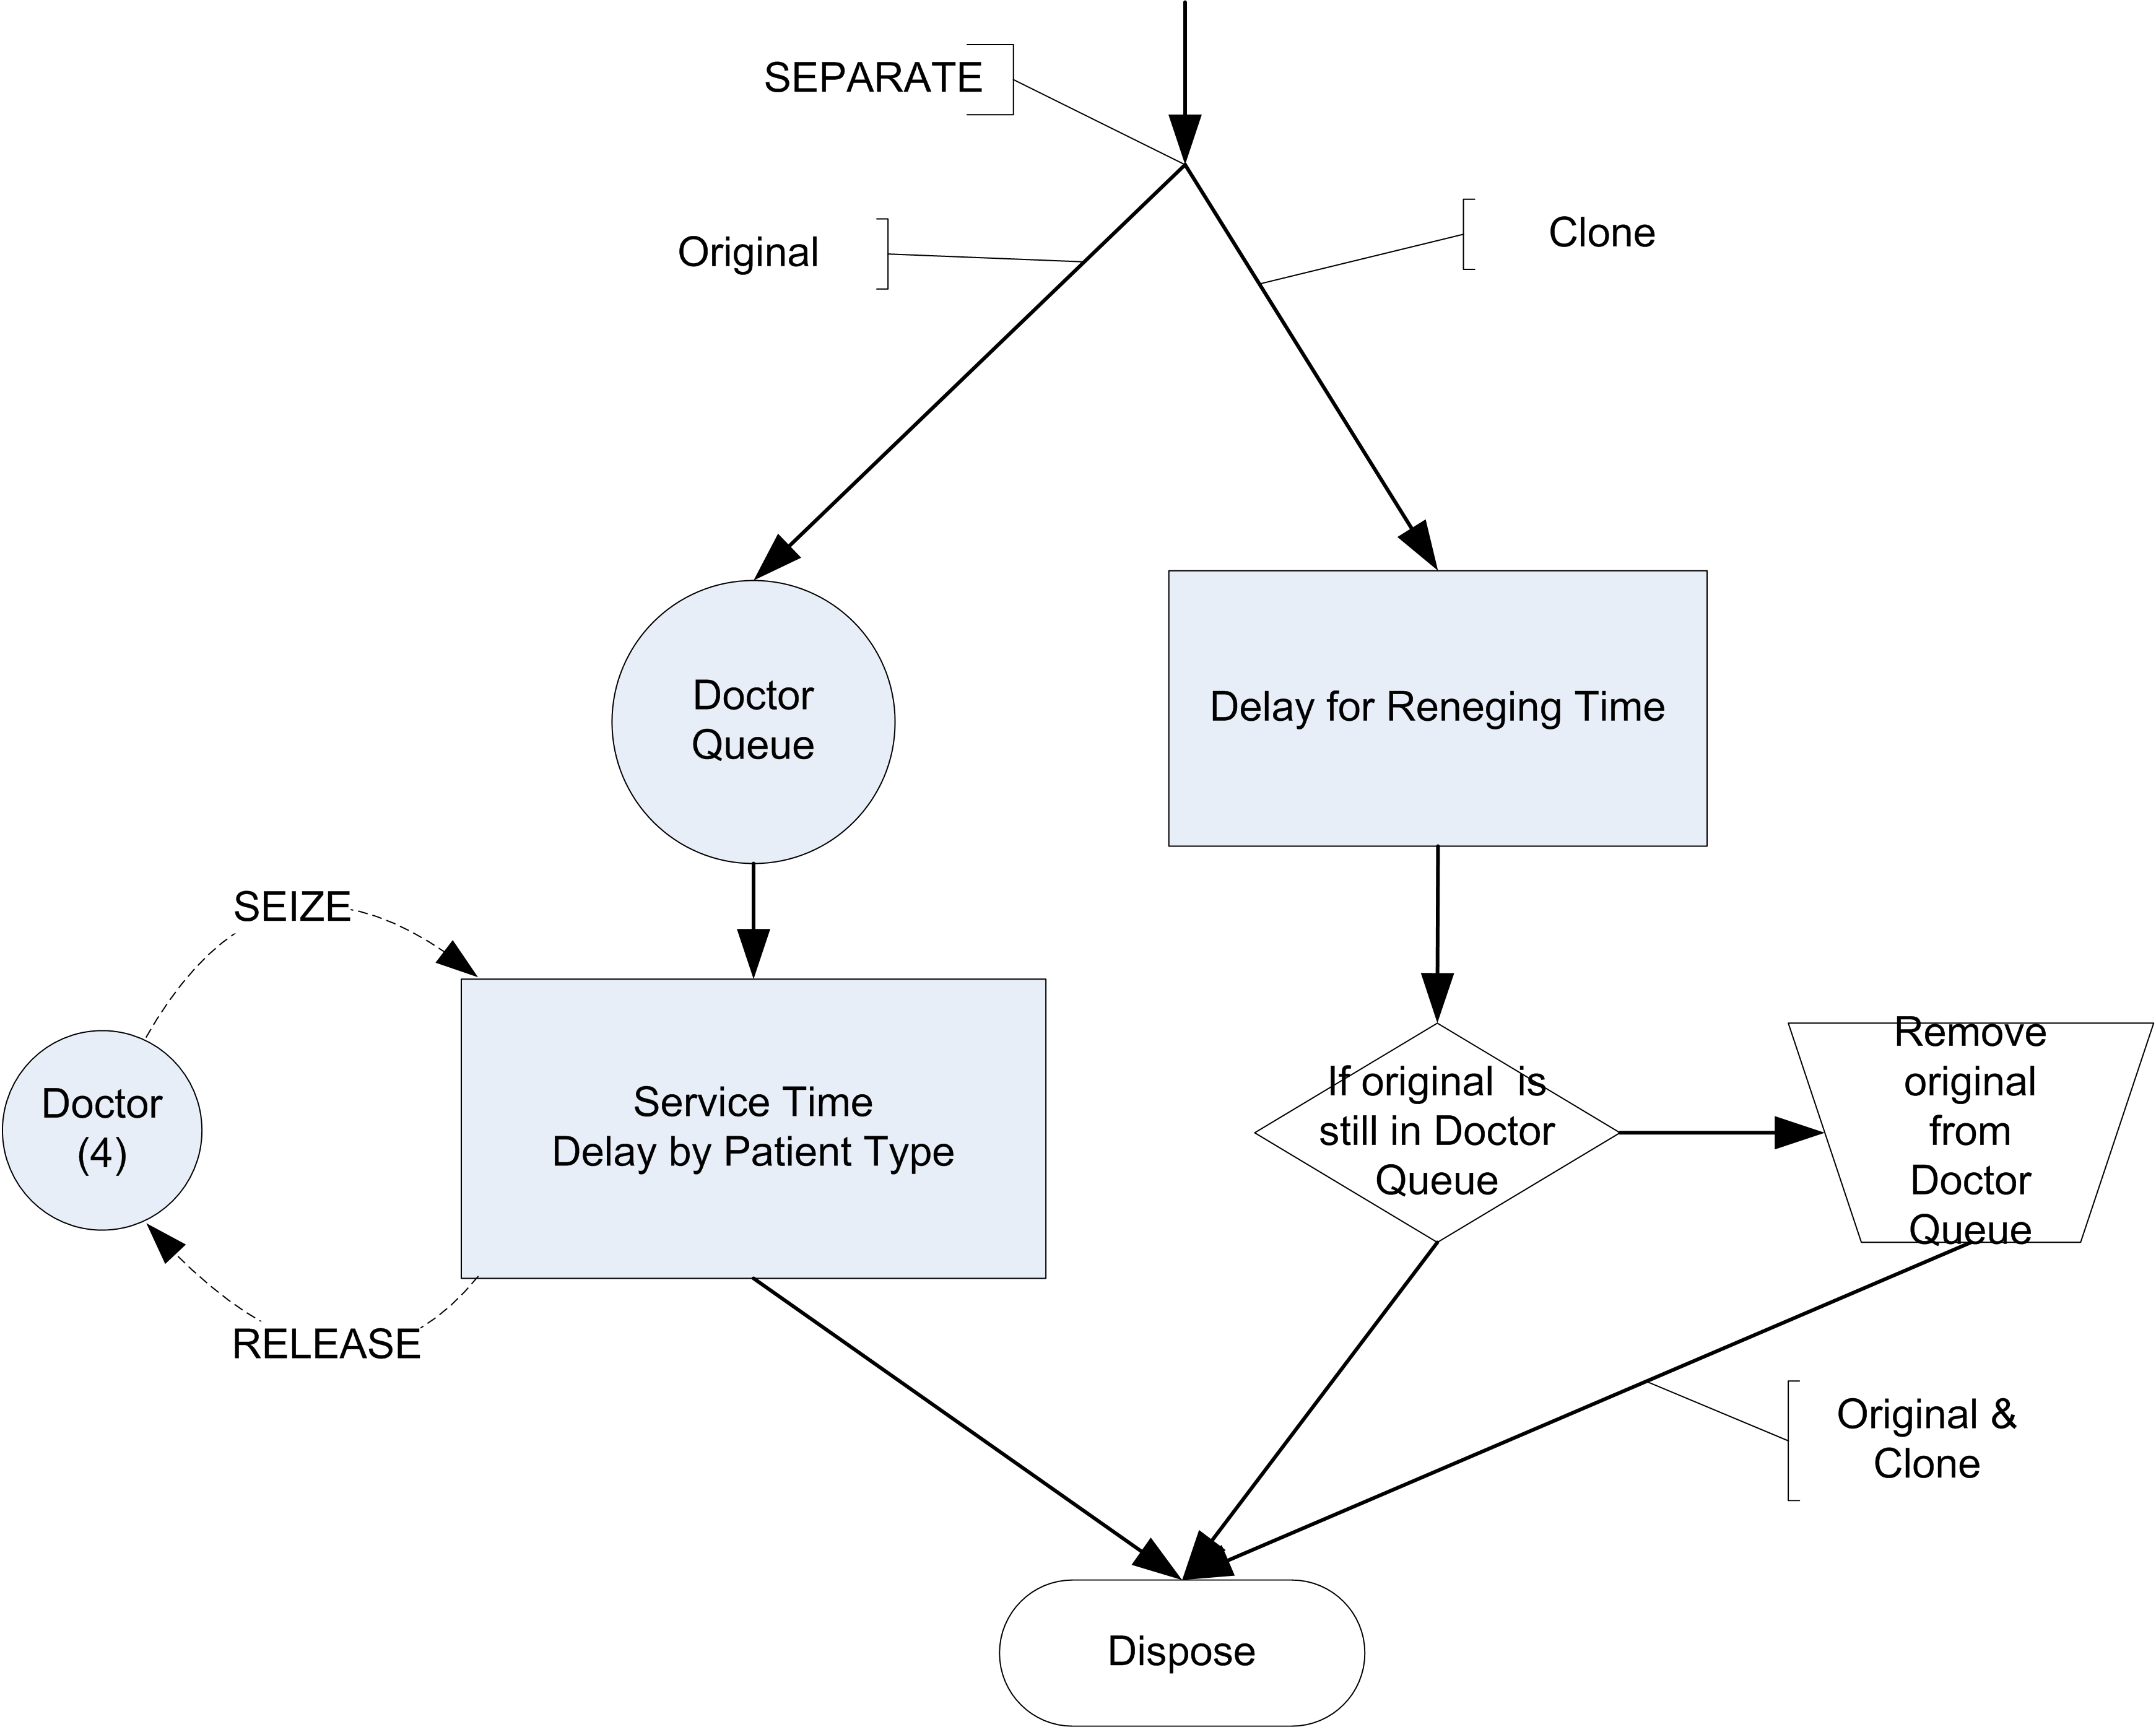 SEPARATE
Original
Clone
Doctor
Queue
Delay for Reneging Time
SEIZE
Doctor
(4)
Service Time
Delay by Patient Type
If original  is
still in Doctor
Queue
Remove
original
from
Doctor
Queue
RELEASE
Original &
Clone
Dispose